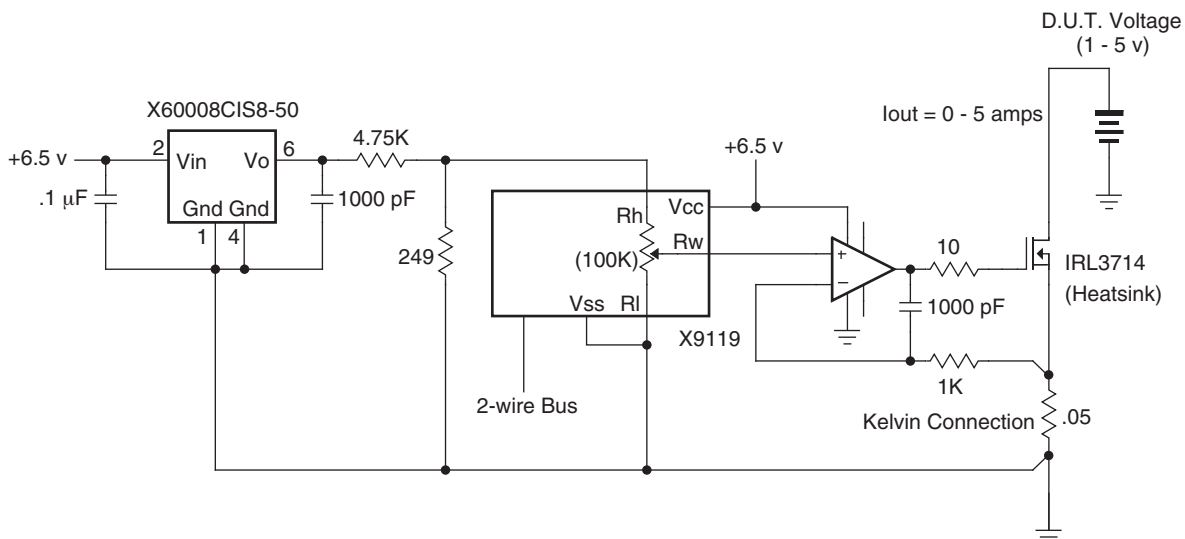 D.U.T. Voltage
(1 - 5 v)
X60008CIS8-50
Iout = 0 - 5 amps
4.75K
+6.5 v
2
Vin
Vo
6
+6.5 v
.1 μF
1000 pF
Gnd
Gnd
1
4
249
Rh
Vcc
(100K)
Rw
Vss
Rl
X9119
2-wire Bus
+
−
10
IRL3714
(Heatsink)
1000 pF
1K
Kelvin Connection
.05